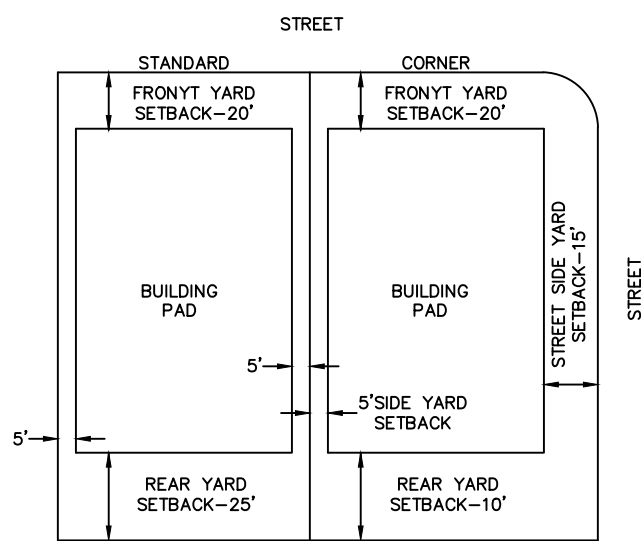 STREET
STANDARD
CORNER
FRONYT YARD
SETBACK-20'
FRONYT YARD
SETBACK-20'
STREET SIDE YARD
SETBACK-15'
STREET
BUILDING
PAD
BUILDING
PAD
5'
5'SIDE YARD
SETBACK
5'
REAR YARD
SETBACK-25'
REAR YARD
SETBACK-10'